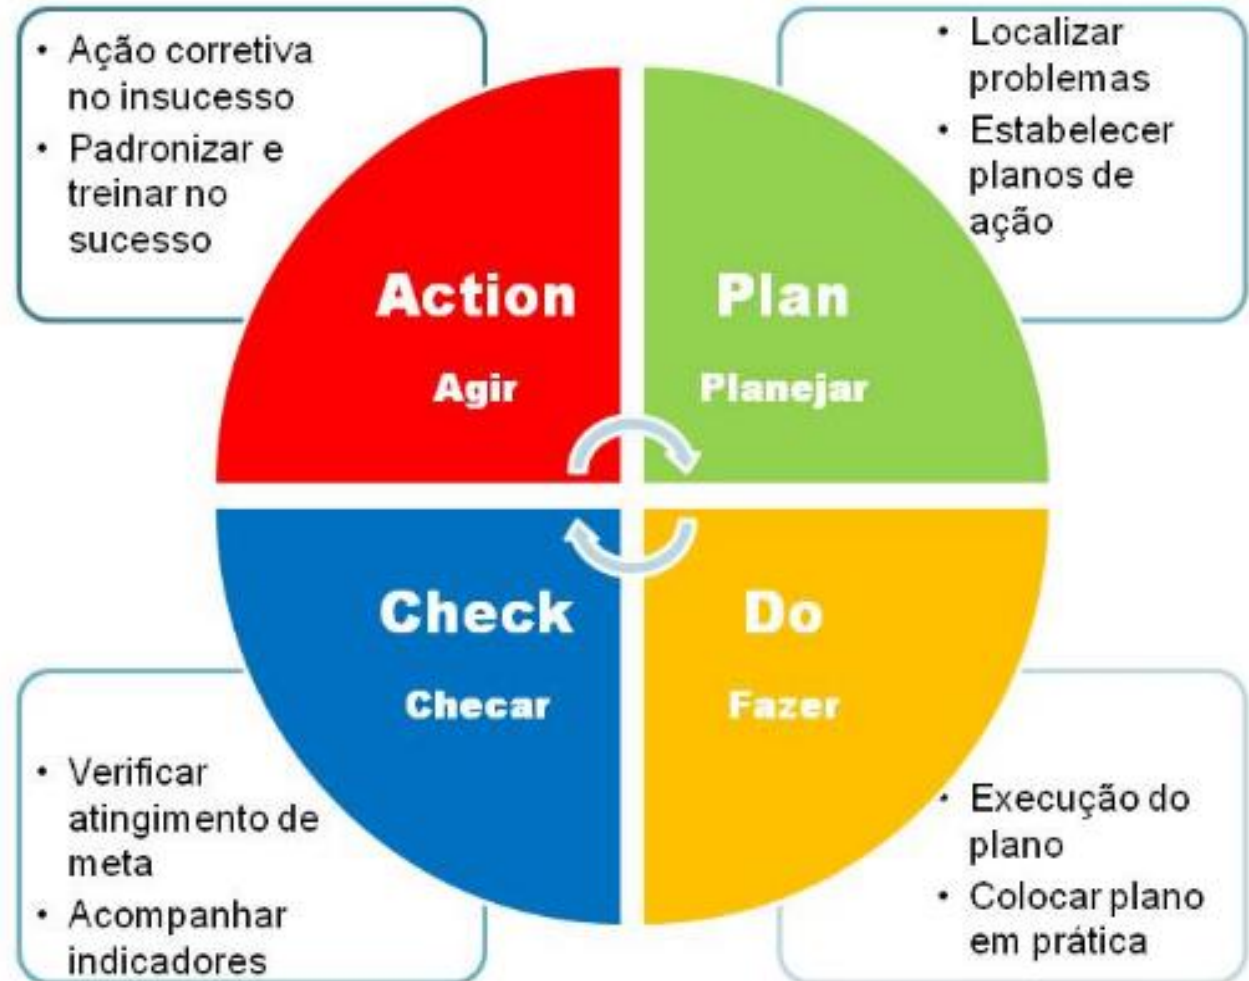 • Ação corretiva
no insucesso
• Padronizar e
treinar no
sucesso
• Localizar
problemas
• Estabelecer
planos de
ação
Action
Agir
Plan
Planejar
Check
Checar
Do
Fazer
• Verificar
atingimento de
meta
• Acompanhar
indicadores
• Execução do
plano
• Colocar plano
em prática